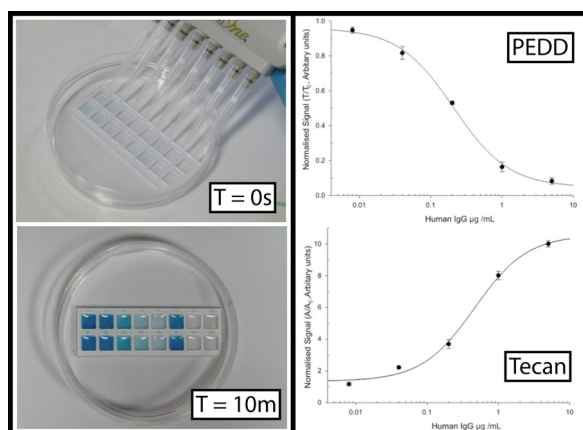 T = 0s
T = 10m
PEDD
Normalised Signal (T/T₀, Arbitary units)
1.0
0.8
0.6
0.4
0.2
0.0
0.01
0.1
1
10
Human IgG µg /mL
Tecan
Normalised Signal (A/A₀, Arbitary units)
10
8
6
4
2
0
0.01
0.1
1
10
Human IgG µg /mL